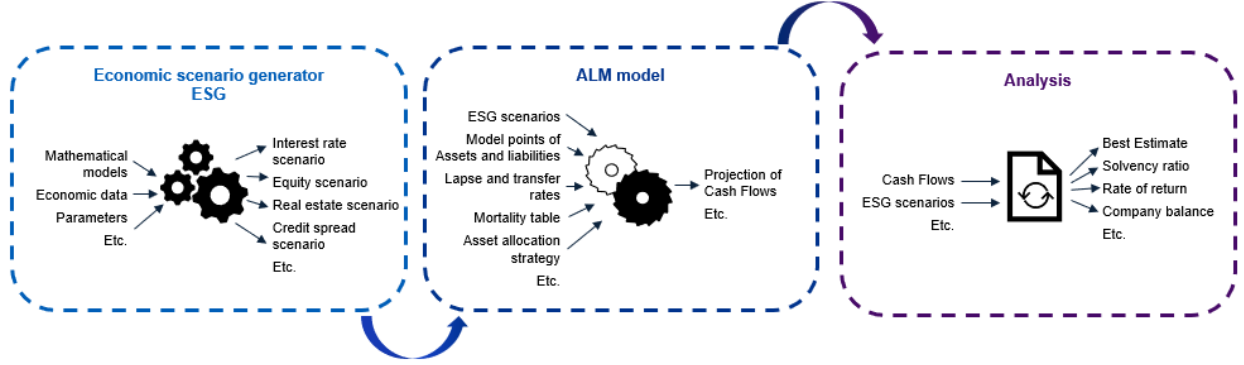 Economic scenario generator
ESG
Mathematical
models
Economic data
Parameters
Etc.
Interest rate
scenario
Equity scenario
Real estate scenario
Credit spread
scenario
Etc.
ALM model
ESG scenarios
Model points of
Assets and liabilities
Lapse and transfer
rates
Mortality table
Asset allocation
strategy
Etc.
Projection of
Cash Flows
Etc.
Analysis
Cash Flows
ESG scenarios
Etc.
Best Estimate
Solvency ratio
Rate of return
Company balance
Etc.